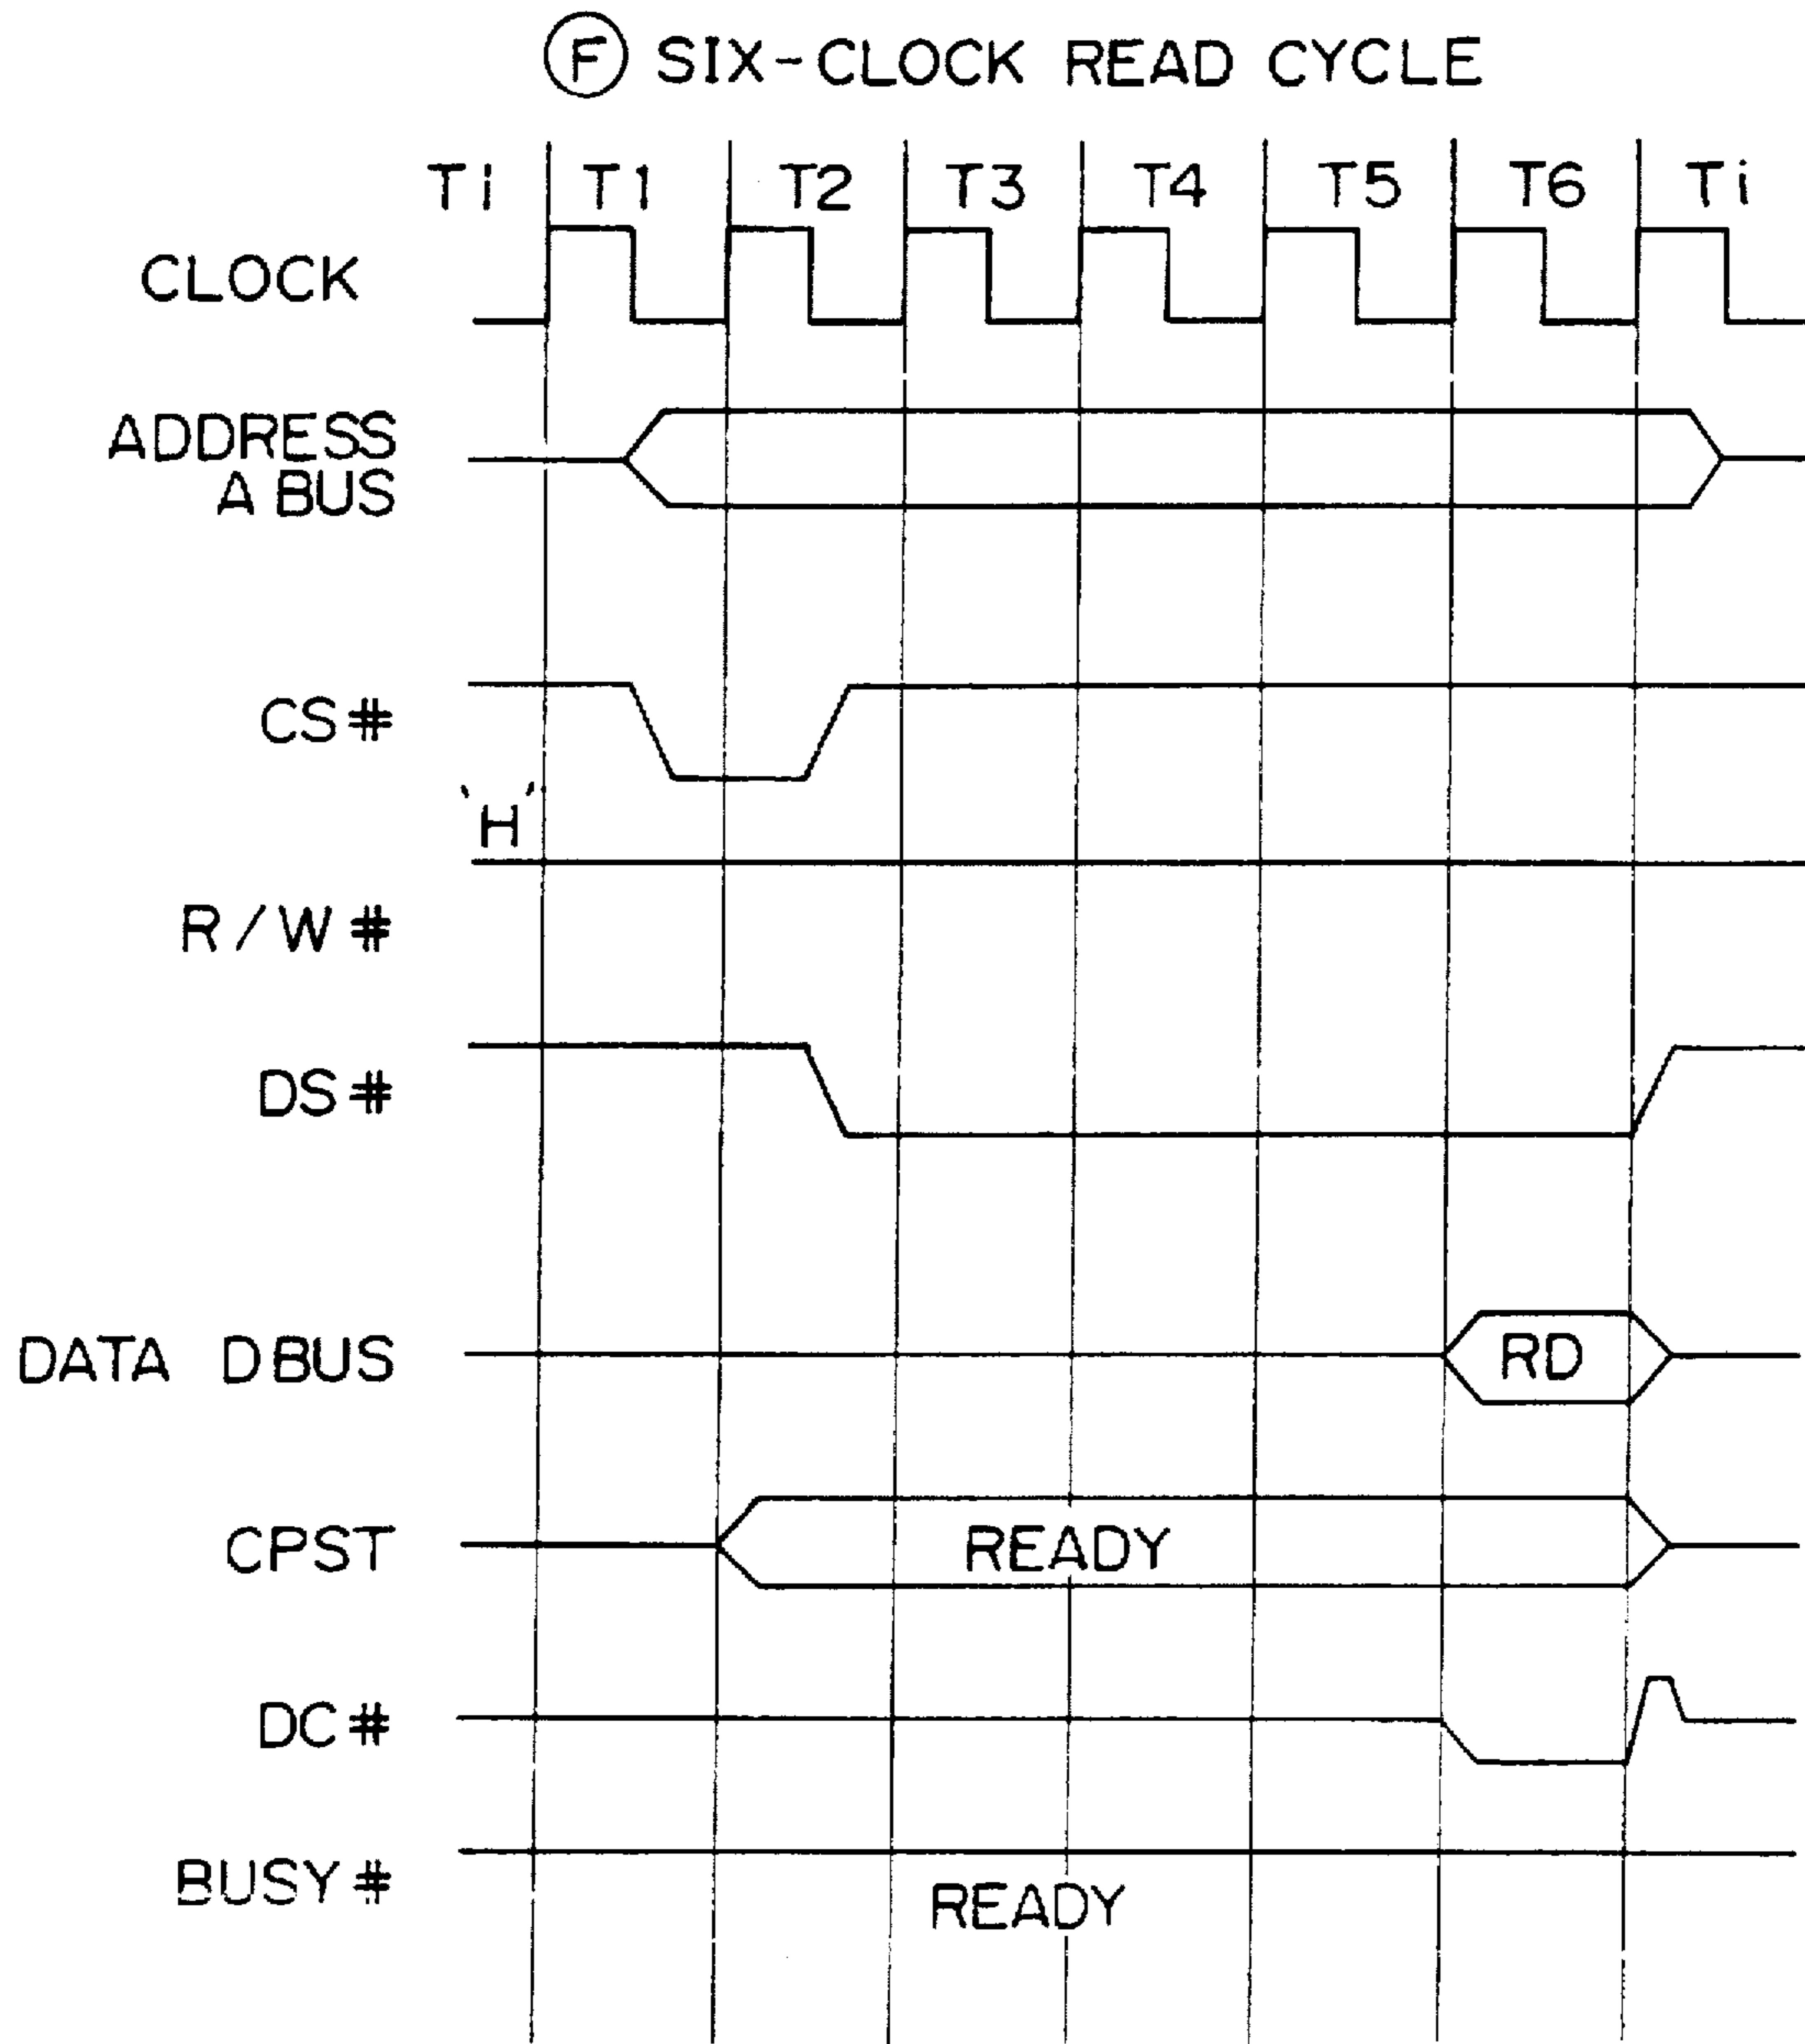 F SIX-CLOCK READ CYCLE
Ti T1 T2 T3 T4 T5 T6 Ti
CLOCK
ADDRESS
A BUS
CS#
'H'
R/W#
DS#
DATA D BUS RD
CPST READY
DC#
BUSY#
READY